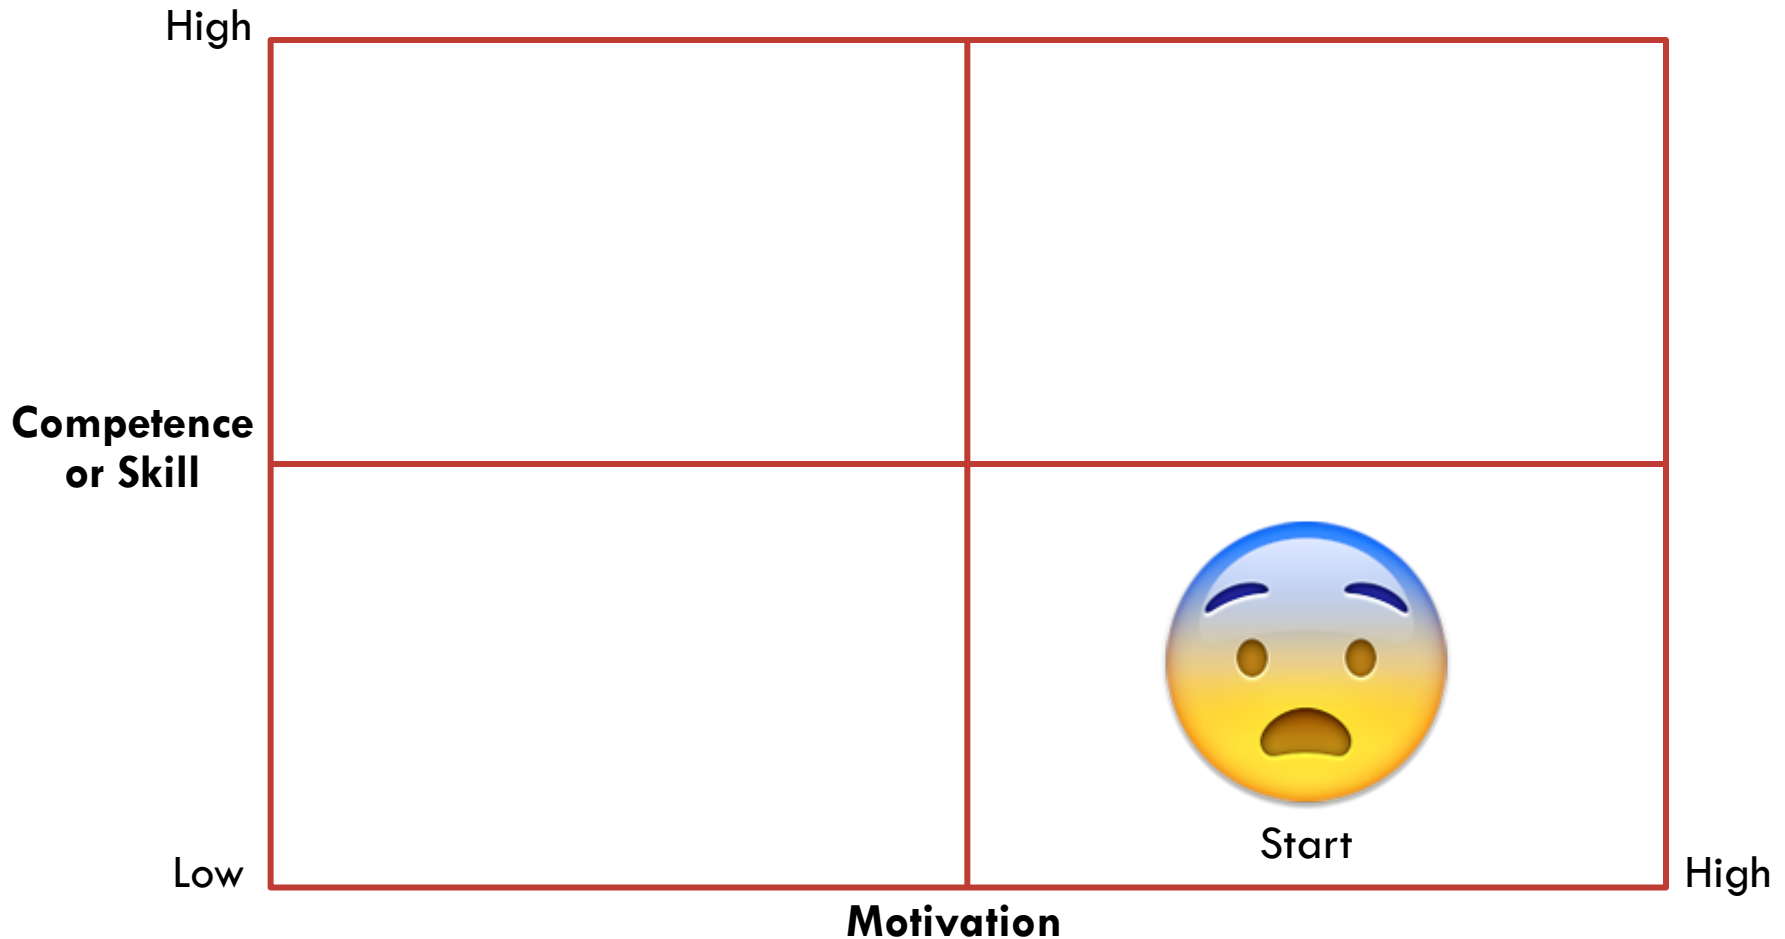 High
Competence
or Skill
Start
Low
High
Motivation